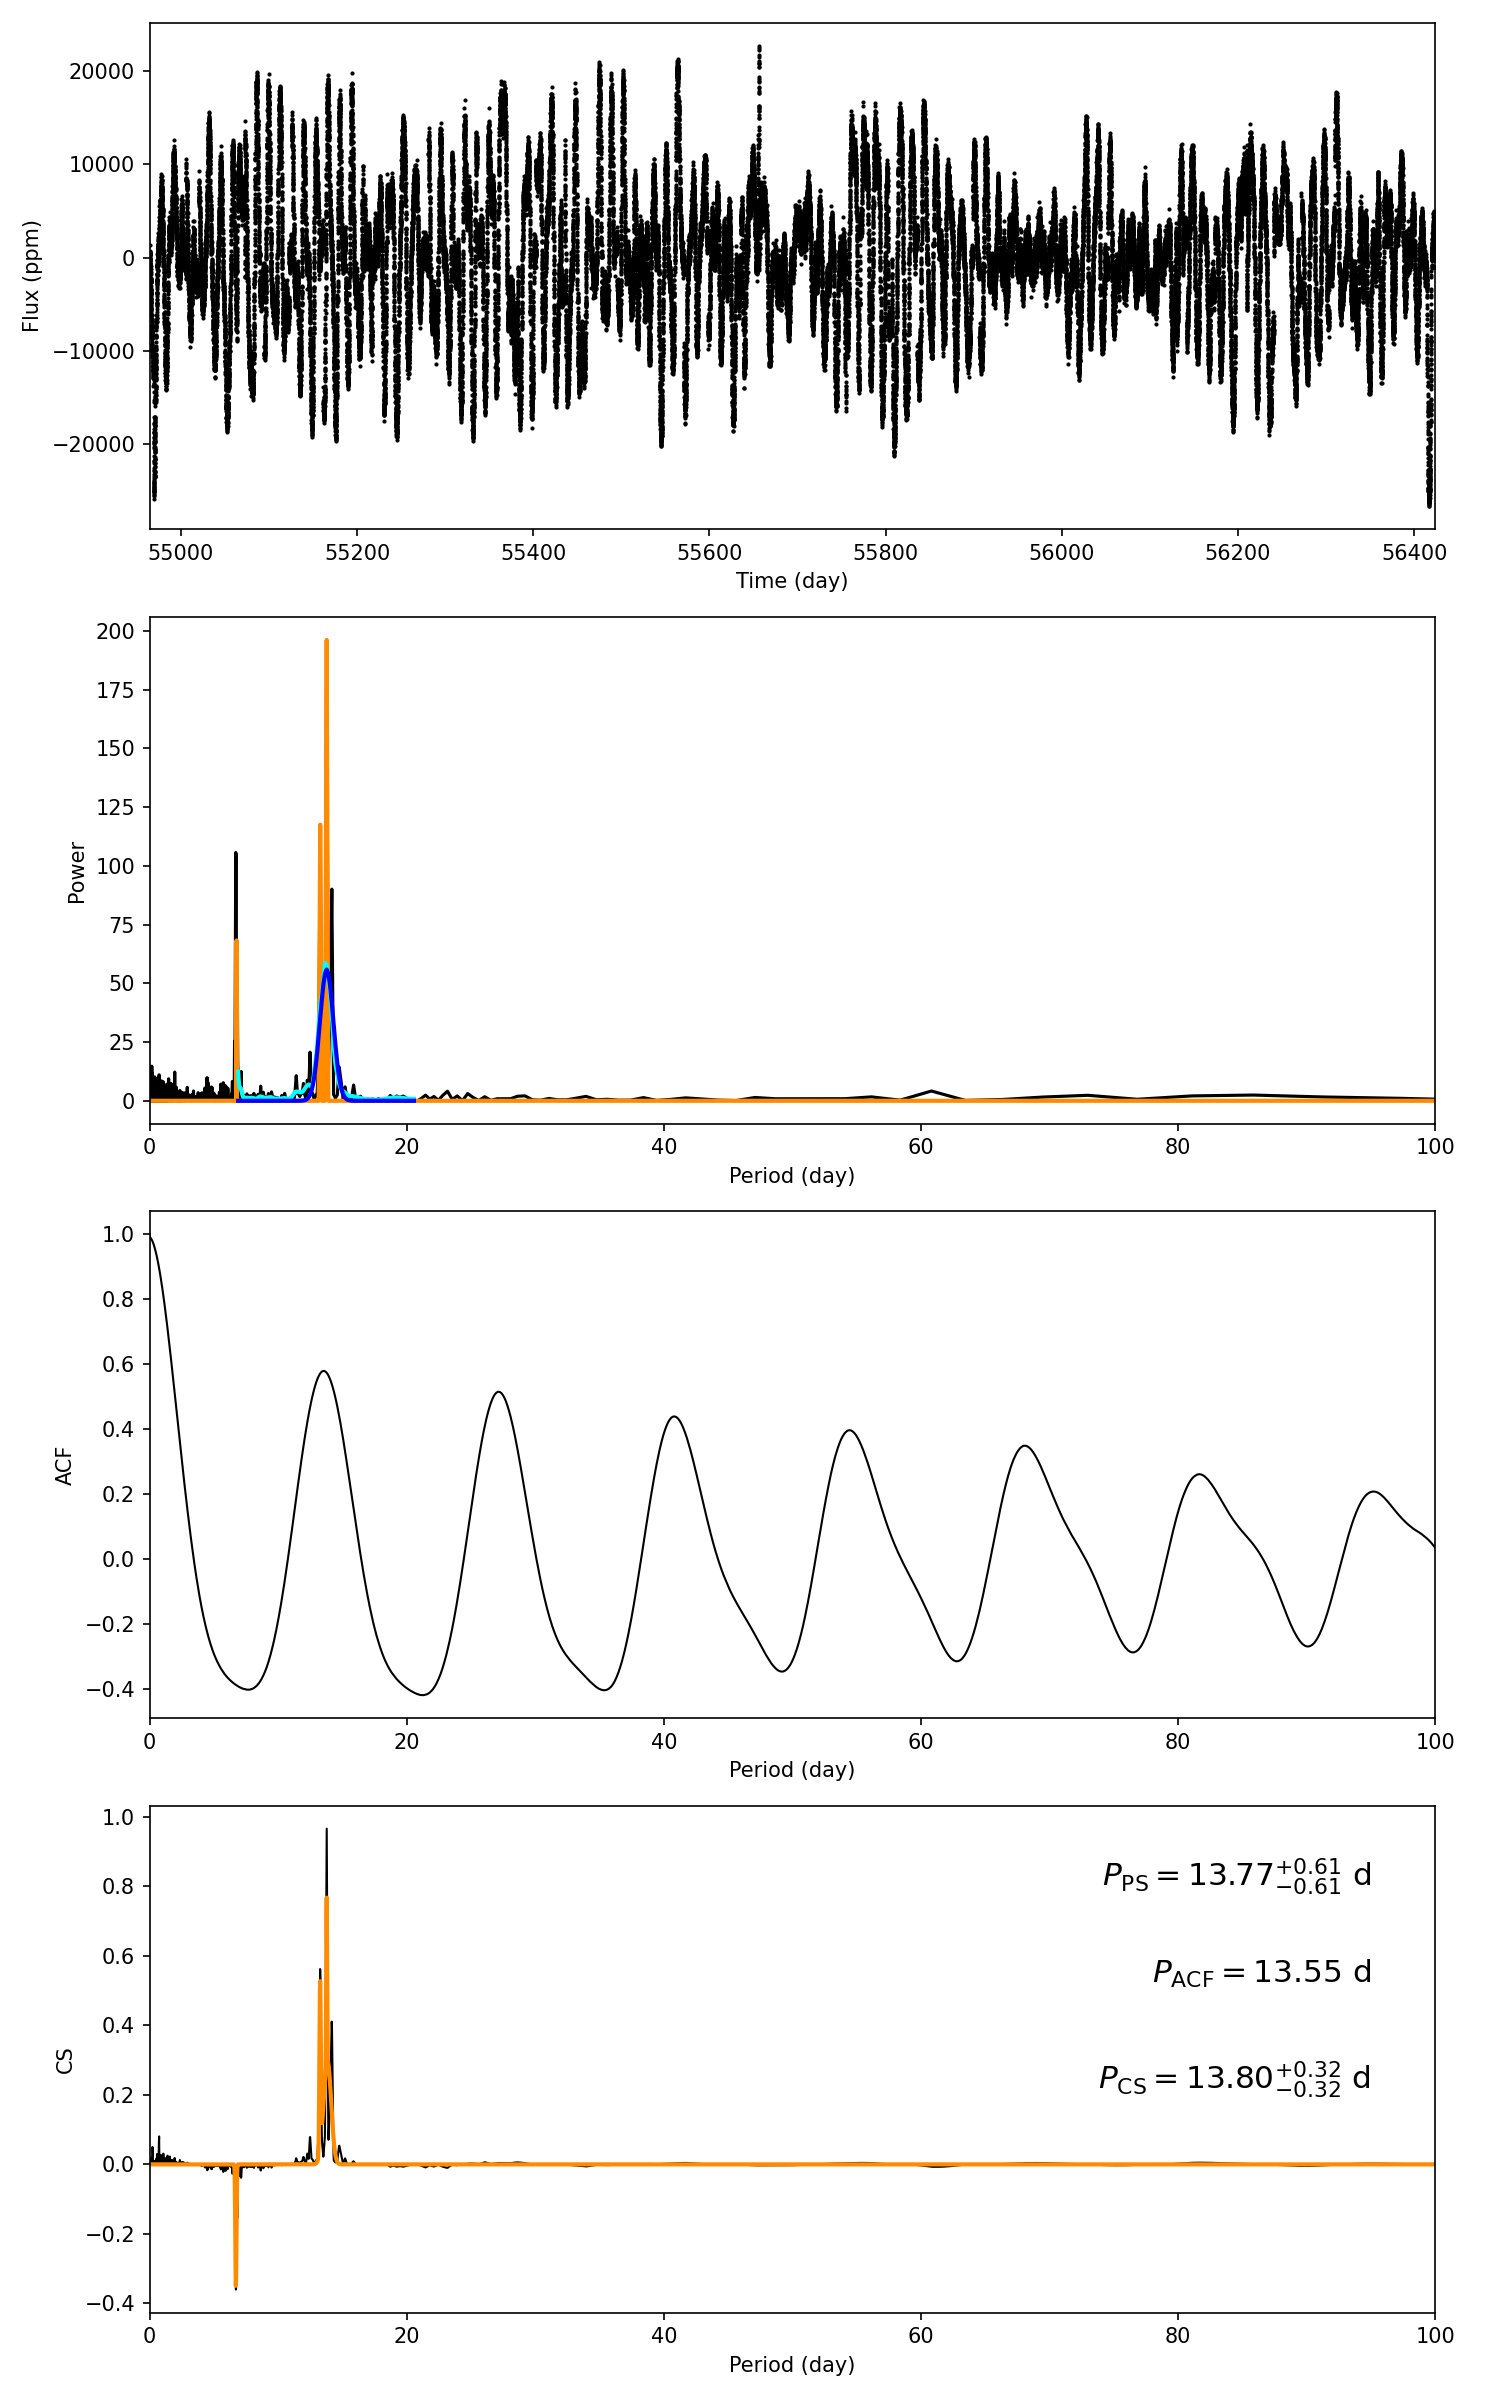 20000
10000
0
−10000
−20000
Flux (ppm)
55000 55200 55400 55600 55800 56000 56200 56400
Time (day)
200
175
150
125
100
75
50
25
0
Power
0 20 40 60 80 100
Period (day)
1.0
0.8
0.6
0.4
0.2
0.0
−0.2
−0.4
ACF
0 20 40 60 80 100
Period (day)
1.0
0.8
0.6
0.4
0.2
0.0
−0.2
−0.4
CS
P_PS = 13.77 +0.61 −0.61 d
P_ACF = 13.55 d
P_CS = 13.80 +0.32 −0.32 d
0 20 40 60 80 100
Period (day)